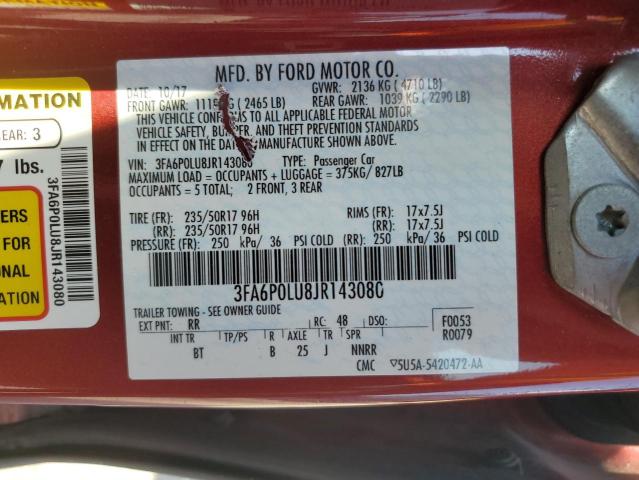 MFD. BY FORD MOTOR CO.
DATE: 10/17 GVWR: 2136 KG ( 4710 LB)
FRONT GAWR: ( 2465 LB) REAR GAWR: 1039 KG ( 2290 LB)
THIS VEHICLE CONFORMS TO ALL APPLICABLE FEDERAL MOTOR
VEHICLE SAFETY, AND THEFT PREVENTION STANDARDS
IN EFFECT ON THE DATE OF MANUFACTURE SHOWN ABOVE.
VIN: 3FA6P0LU8JR143080 TYPE: Passenger Car
MAXIMUM LOAD = OCCUPANTS + LUGGAGE = 375KG/ 827LB
OCCUPANTS = 5 TOTAL; 2 FRONT, 3 REAR
TIRE (FR): 235/50R17 96H RIMS (FR): 17x7.5J
(RR): 235/50R17 96H (RR): 17x7.5J
PRESSURE (FR): 250 kPa/ 36 PSI COLD (RR): 250 kPa/ 36 PSI COLD
3FA6P0LU8JR143080
TRAILER TOWING - SEE OWNER GUIDE
EXT PNT: RR RC: 48 DSO: F0053
INT TR TP/PS R AXLE TR SPR R0079
BT B 25 J NNRR
CMC 5U5A-5420472-AA
RMATION
EAR: 3
lbs.
ERS
FOR
ONAL
ION
3FA6P0LU8JR143080